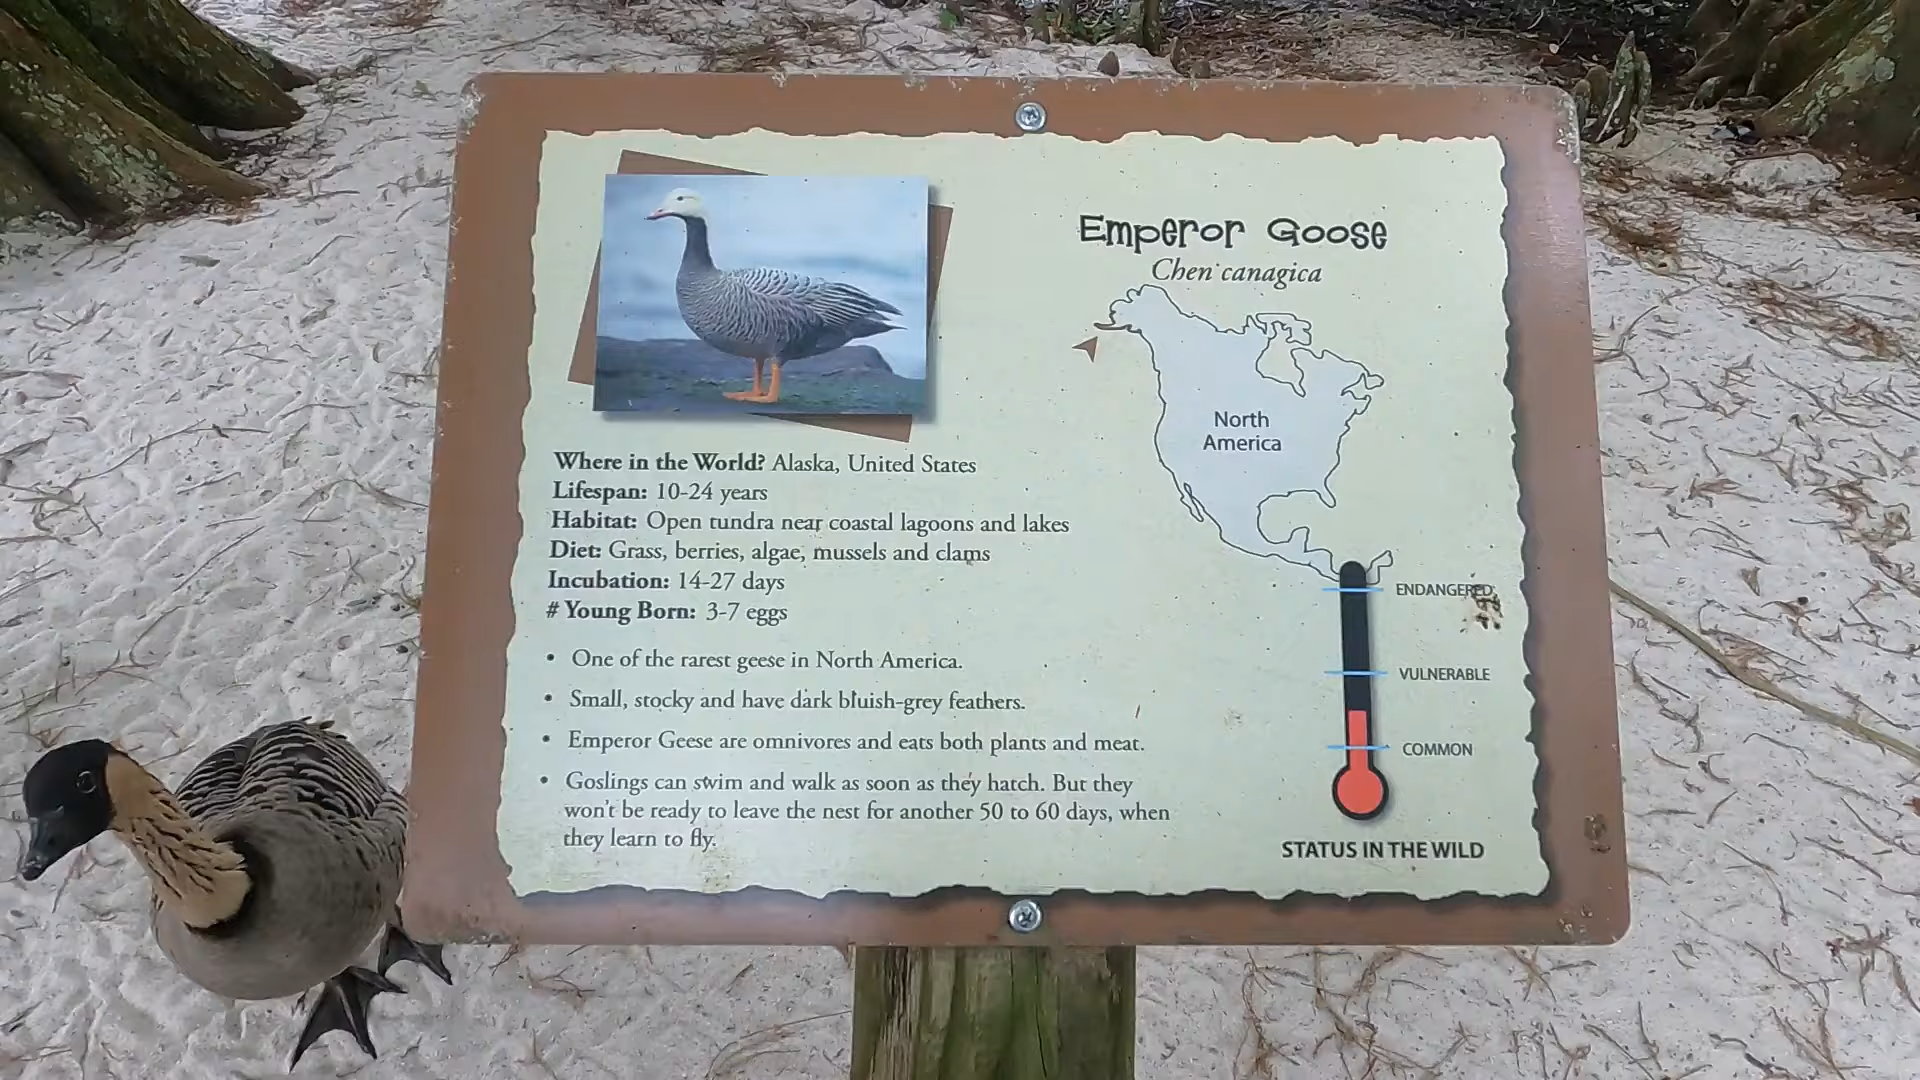 Emperor Goose
Chen canagica
North
America
Where in the World? Alaska, United States
Lifespan: 10-24 years
Habitat: Open tundra near coastal lagoons and lakes
Diet: Grass, berries, algae, mussels and clams
Incubation: 14-27 days
# Young Born: 3-7 eggs
• One of the rarest geese in North America.
• Small, stocky and have dark bluish-grey feathers.
• Emperor Geese are omnivores and eats both plants and meat.
• Goslings can swim and walk as soon as they hatch. But they
won't be ready to leave the nest for another 50 to 60 days, when
they learn to fly.
ENDANGERED
VULNERABLE
COMMON
STATUS IN THE WILD